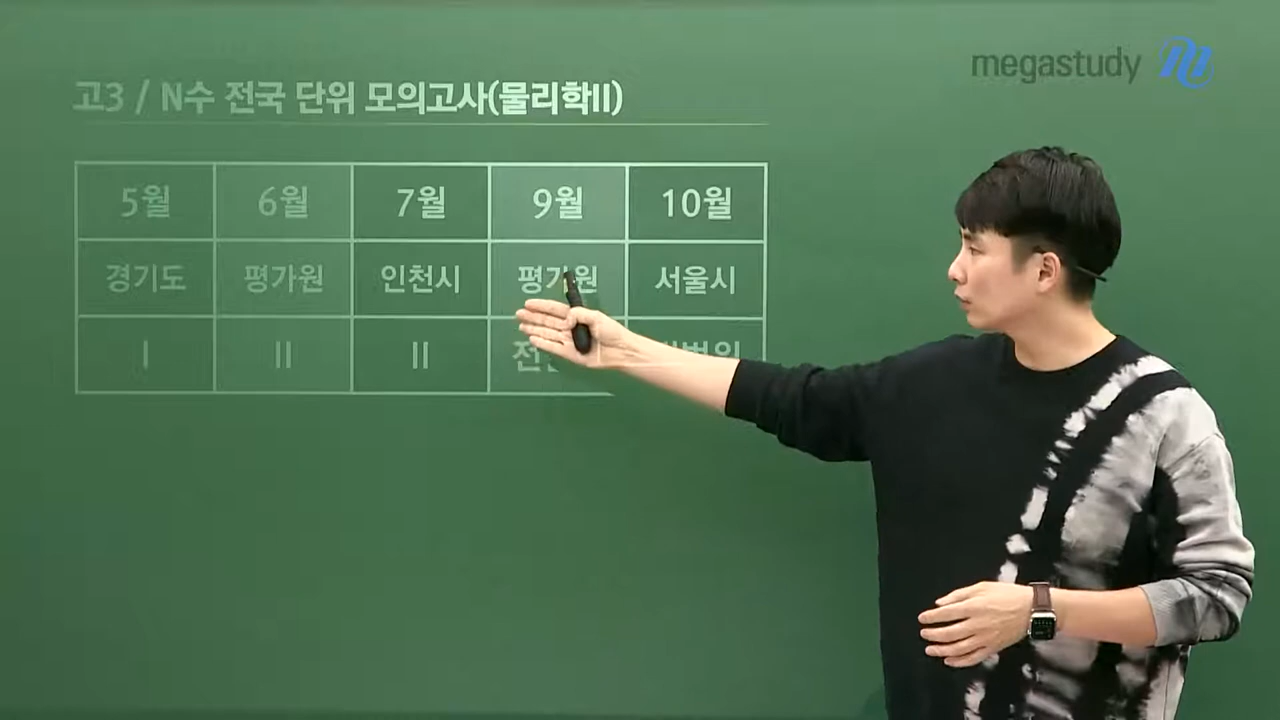 megastudy
고3 / N수 전국 단위 모의고사(물리학II)
5월 6월 7월 9월 10월
경기도 평가원 인천시 평가원 서울시
I II II